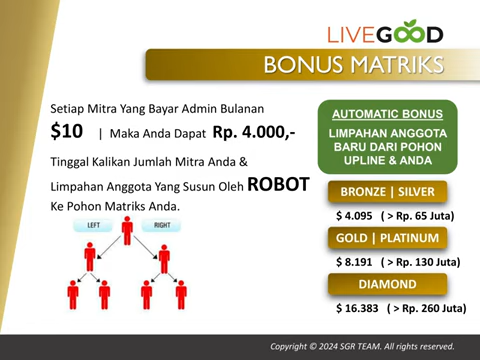 LIVEGOOD
BONUS MATRIKS
Setiap Mitra Yang Bayar Admin Bulanan
$10 | Maka Anda Dapat Rp. 4.000,-
Tinggal Kalikan Jumlah Mitra Anda &
Limpahan Anggota Yang Susun Oleh ROBOT
Ke Pohon Matriks Anda.
LEFT
RIGHT
AUTOMATIC BONUS
LIMPAHAN ANGGOTA
BARU DARI POHON
UPLINE & ANDA
BRONZE | SILVER
$ 4.095 ( > Rp. 65 Juta)
GOLD | PLATINUM
$ 8.191 ( > Rp. 130 Juta)
DIAMOND
$ 16.383 ( > Rp. 260 Juta)
Copyright © 2024 SGR TEAM. All rights reserved.